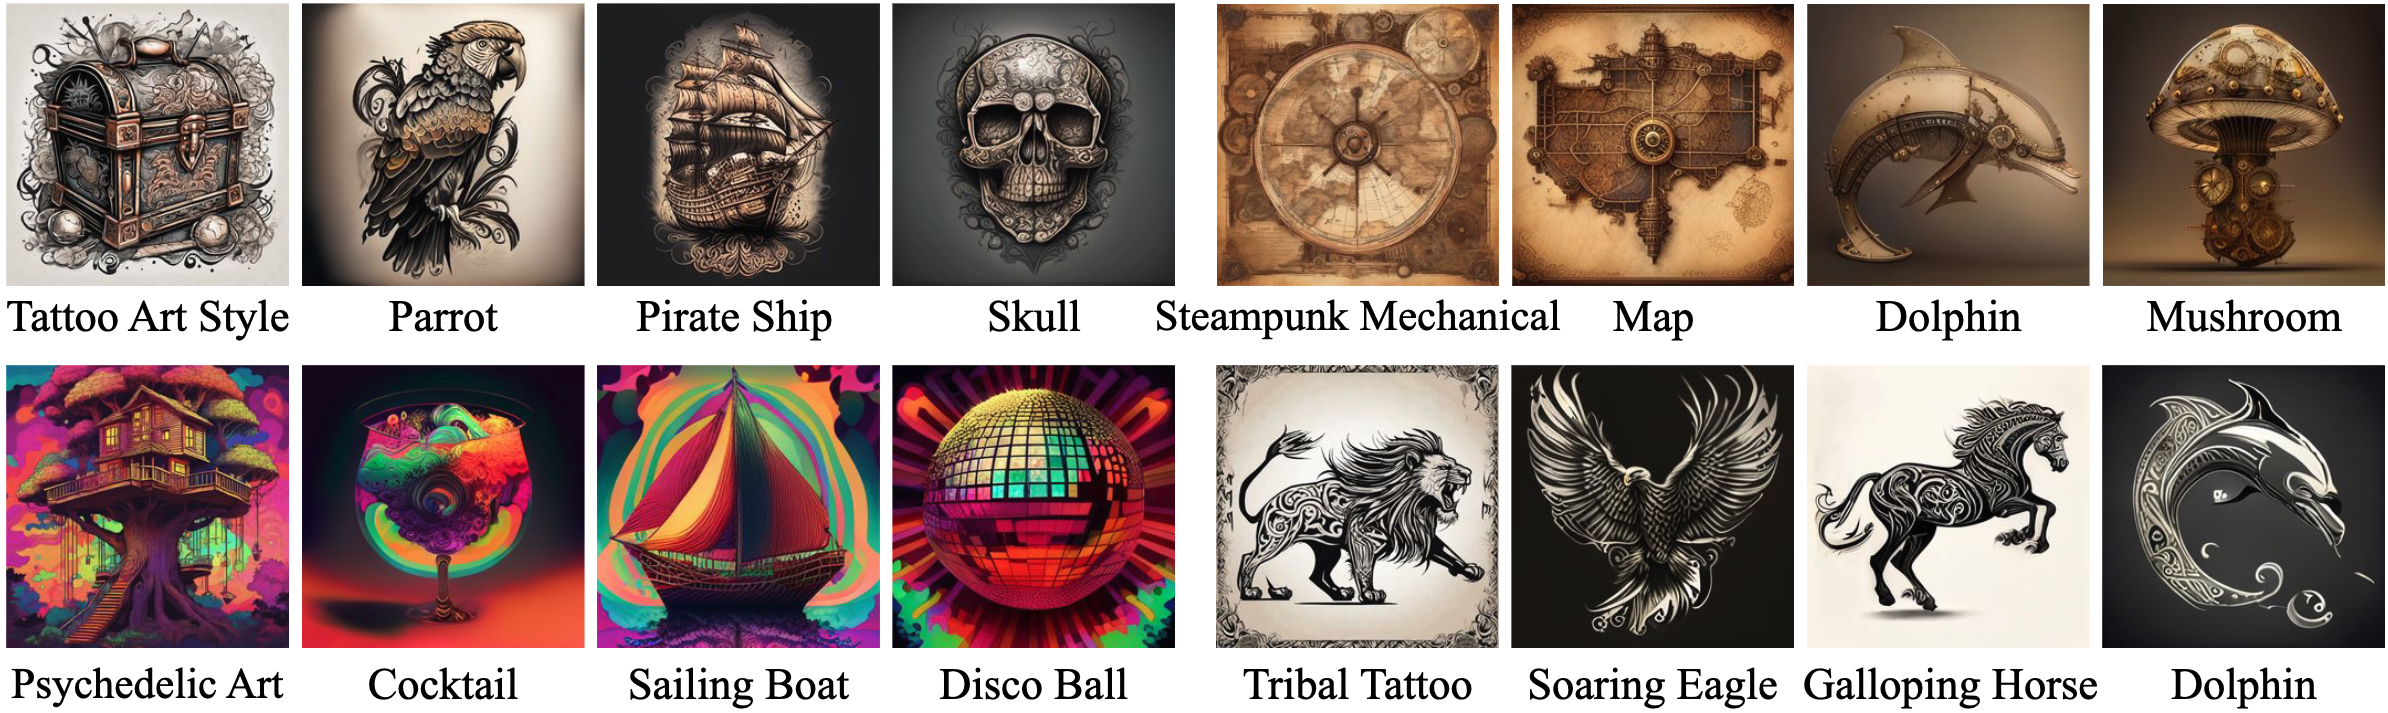 Tattoo Art Style
Parrot
Pirate Ship
Skull
Steampunk Mechanical
Map
Dolphin
Mushroom
Psychedelic Art
Cocktail
Sailing Boat
Disco Ball
Tribal Tattoo
Soaring Eagle
Galloping Horse
Dolphin